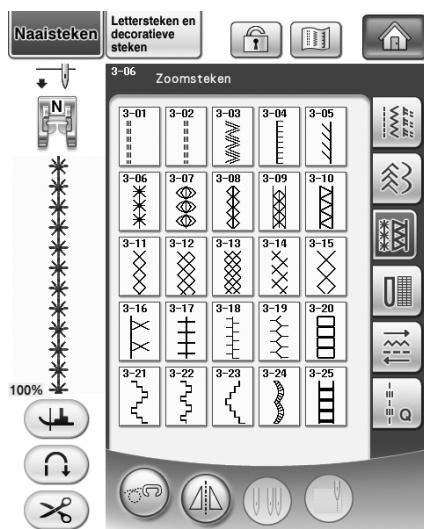 Naaisteken
Lettersteken en
decoratieve
steken
3-06
Zoomsteken
N
3-01 3-02 3-03 3-04 3-05
3-06 3-07 3-08 3-09 3-10
3-11 3-12 3-13 3-14 3-15
3-16 3-17 3-18 3-19 3-20
3-21 3-22 3-23 3-24 3-25
100%
Q